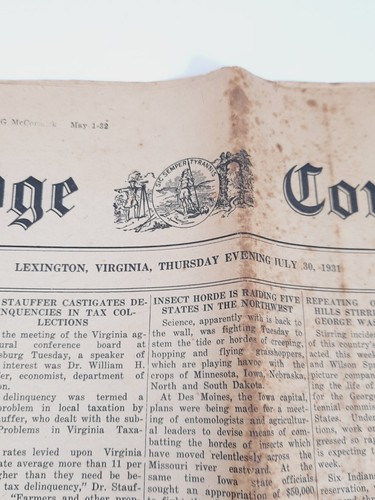 May 1-32
dge
Cou
SIC SEMPER TYRANNIS
LEXINGTON, VIRGINIA, THURSDAY EVENING JULY 30, 1931
STAUFFER CASTIGATES DE-
INQUENCIES IN TAX COL-
LECTIONS
the meeting of the Virginia ag-
ultural conference board at
sburg Tuesday, a speaker of
interest was Dr. William H.
fer, economist, department of
on.
delinquency was termed a
problem in local taxation by
uffer, who dealt with the sub-
Problems in Virginia Taxa-
rates levied upon Virginia
ate average more than 11 per
gher than they need be be-
tax delinquency," Dr. Stauf-
"Farmers and other prop-
INSECT HORDE IS RAIDING FIVE
STATES IN THE NORTHWEST
Science, apparently with is back to
the wall, was fighting Tuesday to
stem the tide or hordes of creeping,
hopping and flying grasshoppers,
which are playing havoc with the
crops of Minnesota, Iowa, Nebraska,
North and South Dakota.
At Des Moines, the Iowa capital,
plans were being made for a meet-
ing of entomologists and agricultur-
al leaders to devise means of com-
batting the hordes of insects which
have moved relentlessly across the
Missouri river eastward. At the
same time Iowa state officials
sought an appropriation of $50,000
REPEATING O
HILLS STIRRI
GEORGE WAS
Stirring incident
of this country's
acted this week
and Wilson Sprin
companies
ing the life of
for the George
tennial commis
States. Under
tions, work on
gressed so rap
is expecting to
week.
Six Indian
reservation,